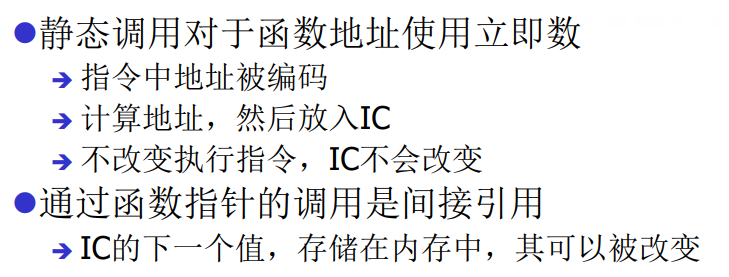 ●静态调用对于函数地址使用立即数
➔ 指令中地址被编码
➔ 计算地址，然后放入IC
➔ 不改变执行指令，IC不会改变
●通过函数指针的调用是间接引用
➔ IC的下一个值，存储在内存中，其可以被改变